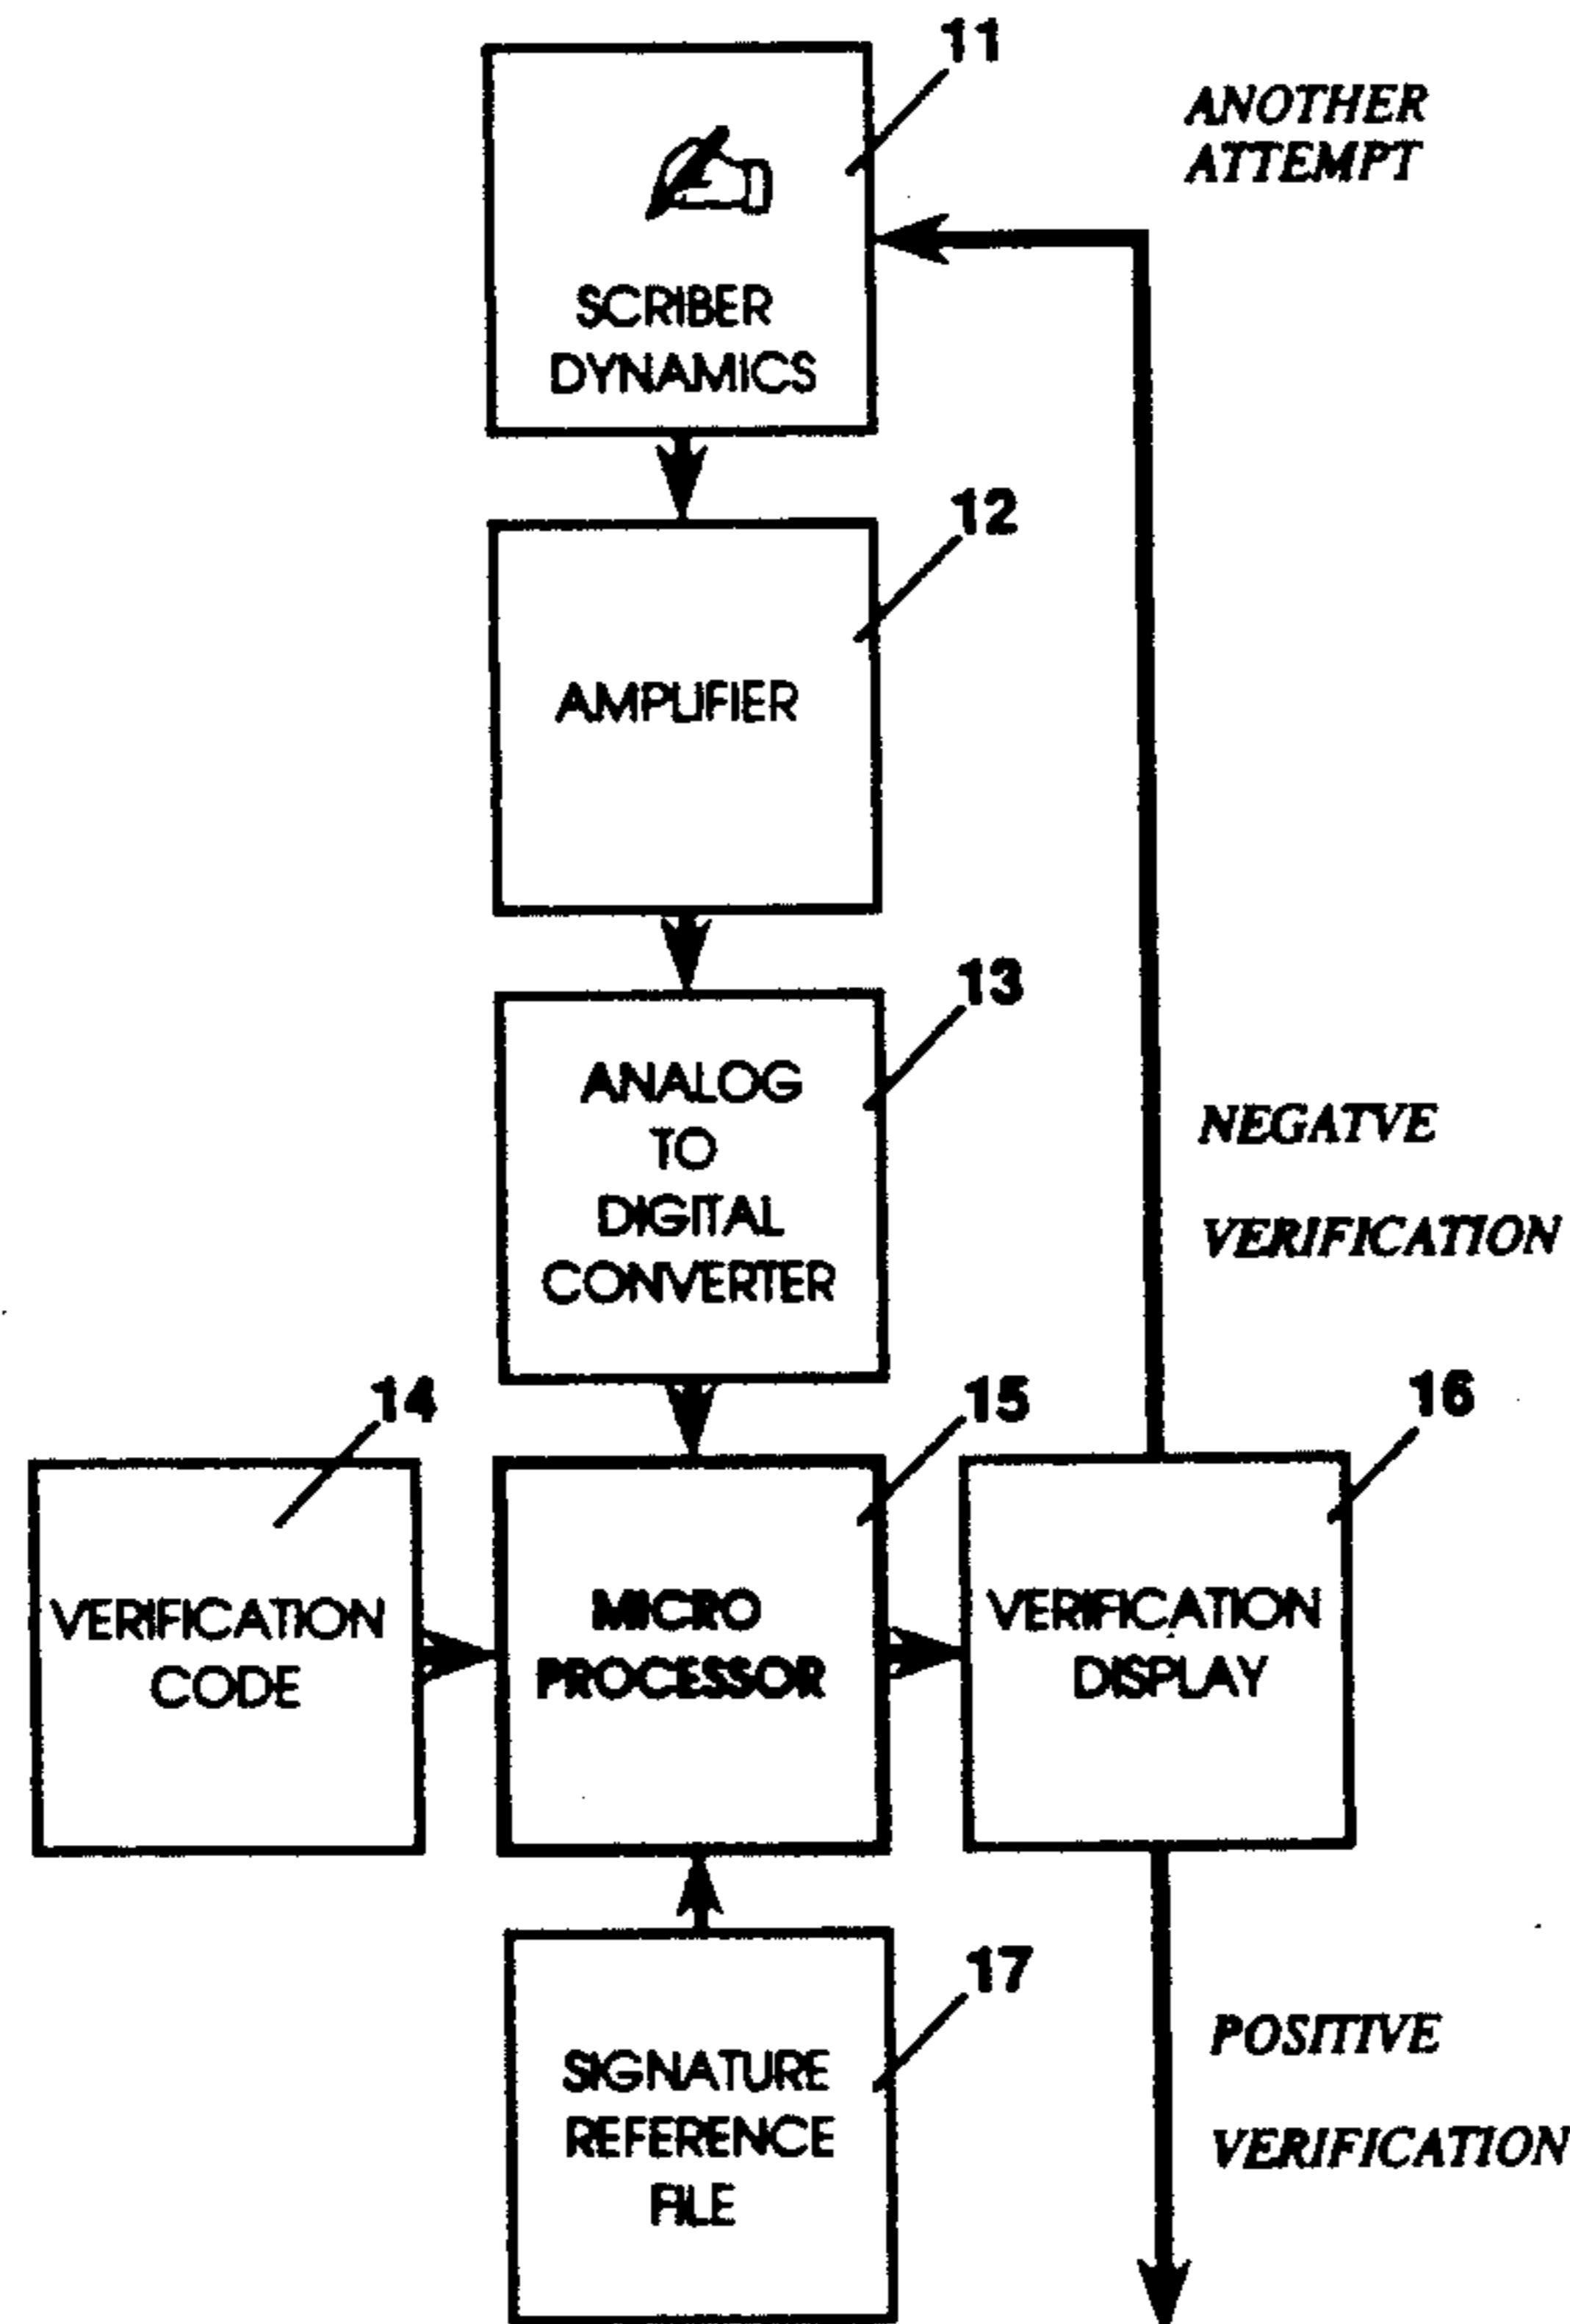 11
ANOTHER
ATTEMPT
SCRIBER
DYNAMICS
12
AMPLIFIER
13
ANALOG
TO
DIGITAL
CONVERTER
NEGATVE
VERIFICATION
14
15
16
VERIFICATION
CODE
MICRO
PROCESSOR
VERIFICATION
DISPLAY
17
SIGNATURE
REFERENCE
FILE
POSITIVE
VERIFICATION